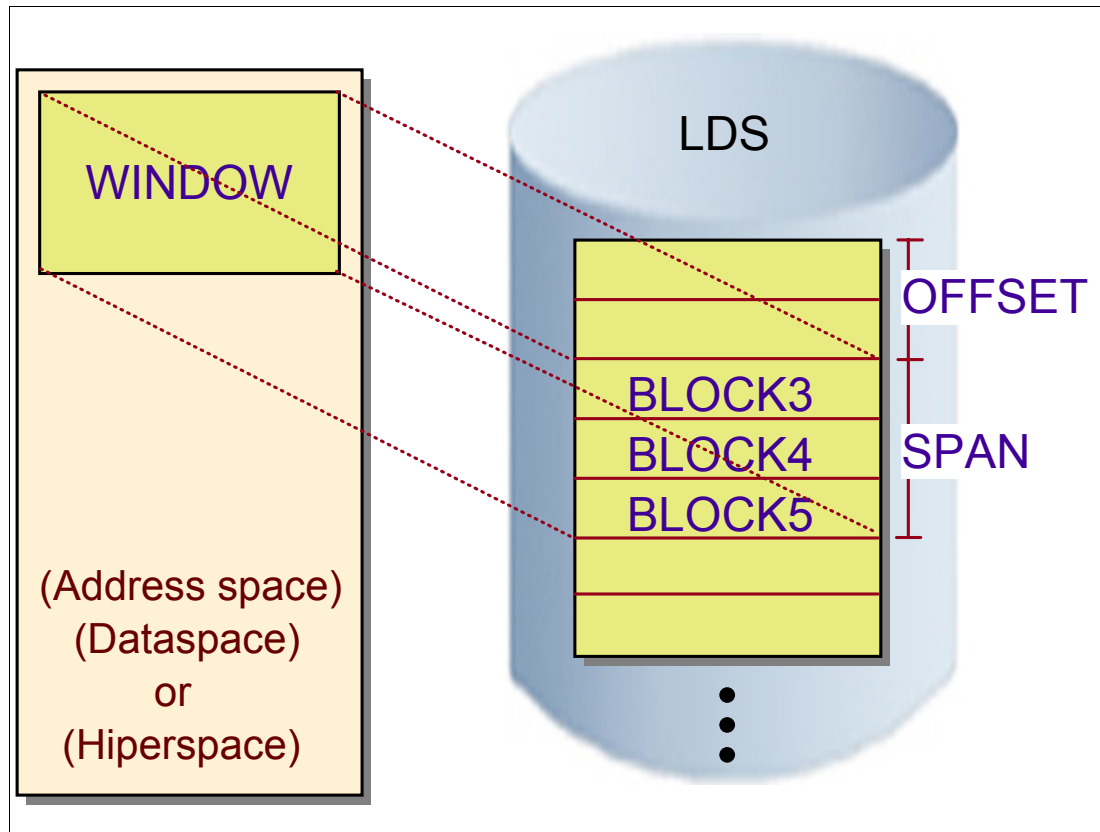 WINDOW
(Address space)
(Dataspace)
or
(Hiperspace)
LDS
OFFSET
BLOCK3
BLOCK4
BLOCK5
SPAN